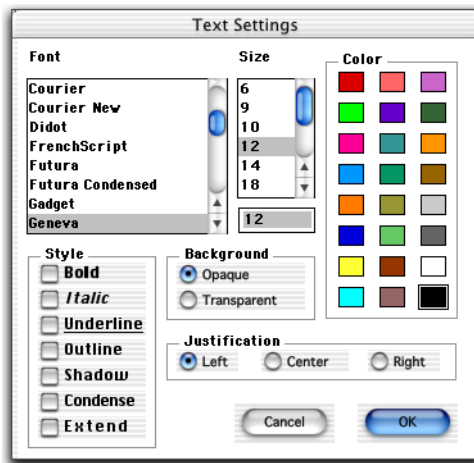 Text Settings
Font
Size
Color
Courier
Courier New
Didot
FrenchScript
Futura
Futura Condensed
Gadget
Geneva
6
9
10
12
14
18
12
Style
Bold
Italic
Underline
Outline
Shadow
Condense
Extend
Background
Opaque
Transparent
Justification
Left Center Right
Cancel OK